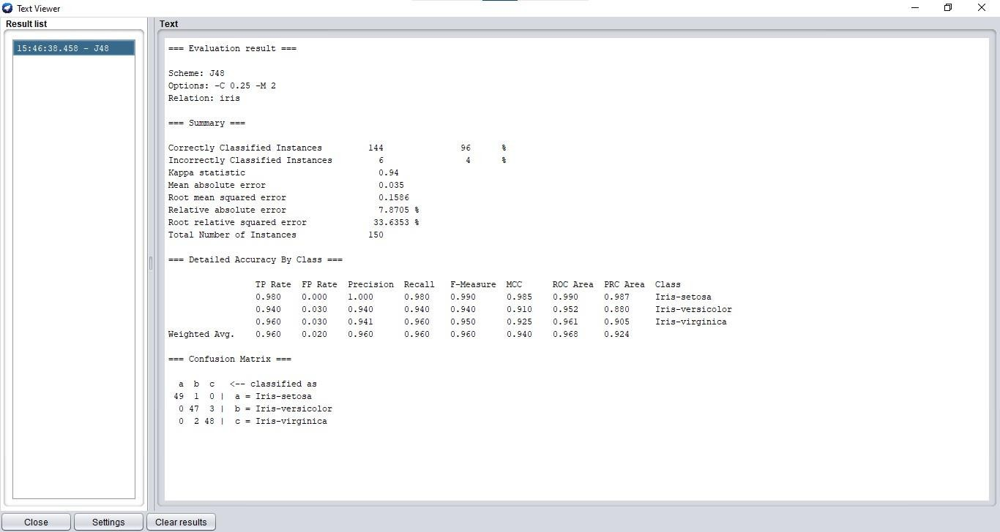 Text Viewer
Result list
15:46:38.458 - J48
Text
=== Evaluation result ===
Scheme: J48
Options: -C 0.25 -M 2
Relation: iris
=== Summary ===
Correctly Classified Instances 144 96 %
Incorrectly Classified Instances 6 4 %
Kappa statistic 0.94
Mean absolute error 0.035
Root mean squared error 0.1586
Relative absolute error 7.8705 %
Root relative squared error 33.6353 %
Total Number of Instances 150
=== Detailed Accuracy By Class ===
TP Rate FP Rate Precision Recall F-Measure MCC ROC Area PRC Area Class
0.980 0.000 1.000 0.980 0.990 0.985 0.990 0.987 Iris-setosa
0.940 0.030 0.940 0.940 0.940 0.910 0.952 0.880 Iris-versicolor
0.960 0.030 0.941 0.960 0.950 0.925 0.961 0.905 Iris-virginica
Weighted Avg. 0.960 0.020 0.960 0.960 0.960 0.940 0.968 0.924
=== Confusion Matrix ===
a b c <-- classified as
49 1 0 | a = Iris-setosa
0 47 3 | b = Iris-versicolor
0 2 48 | c = Iris-virginica
Close Settings Clear results